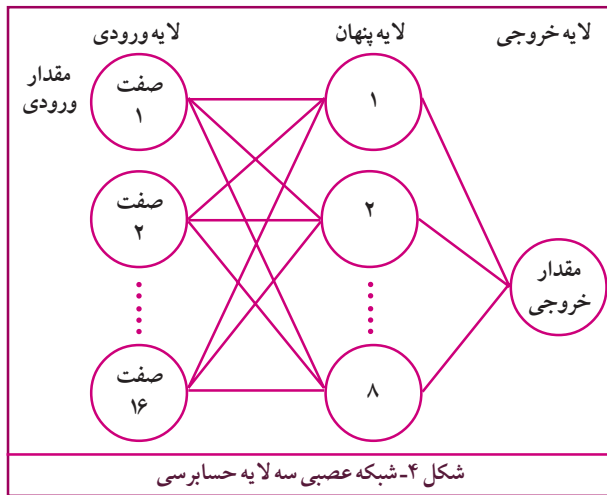 لایه ورودی
لایه پنهان
لایه خروجی
مقدار
ورودی
صفت
۱
۱
صفت
۲
۲
مقدار
خروجی
صفت
۱۶
۸
شکل ۴-شبکه عصبی سه لایه حسابرسی